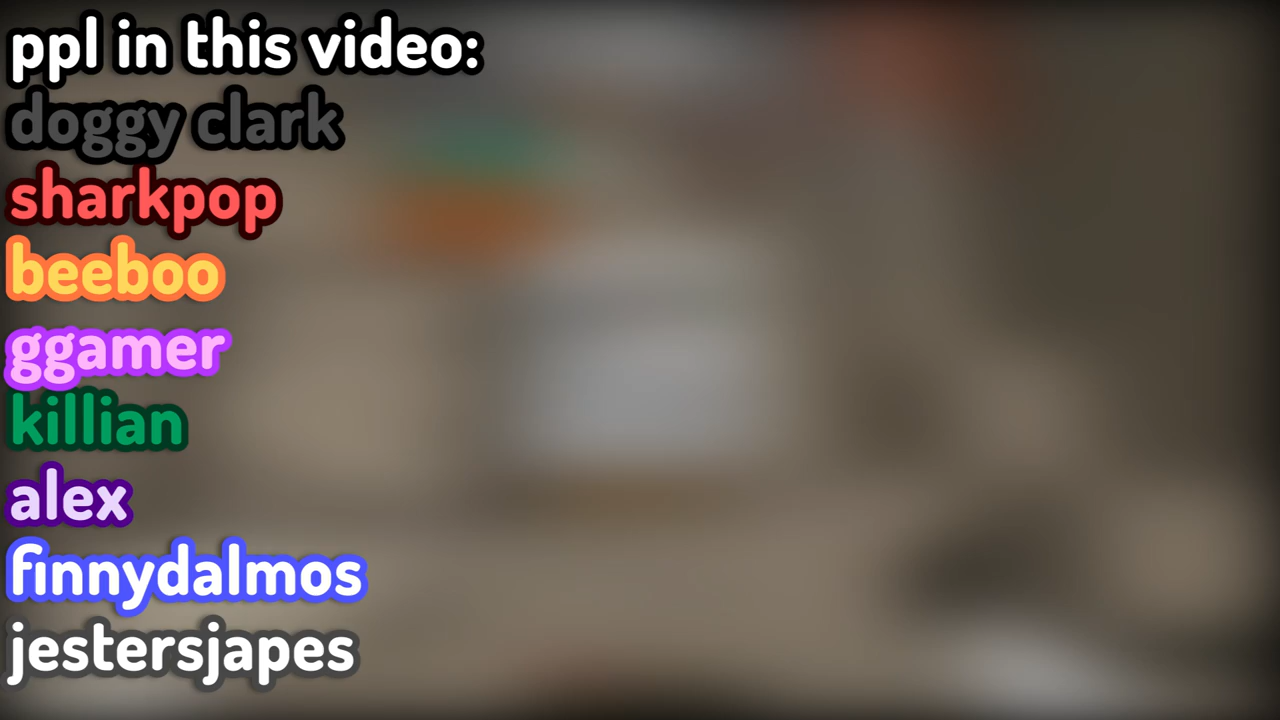 ppl in this video:
doggy clark
sharkpop
beeboo
ggamer
killian
alex
finnydalmos
jestersjapes